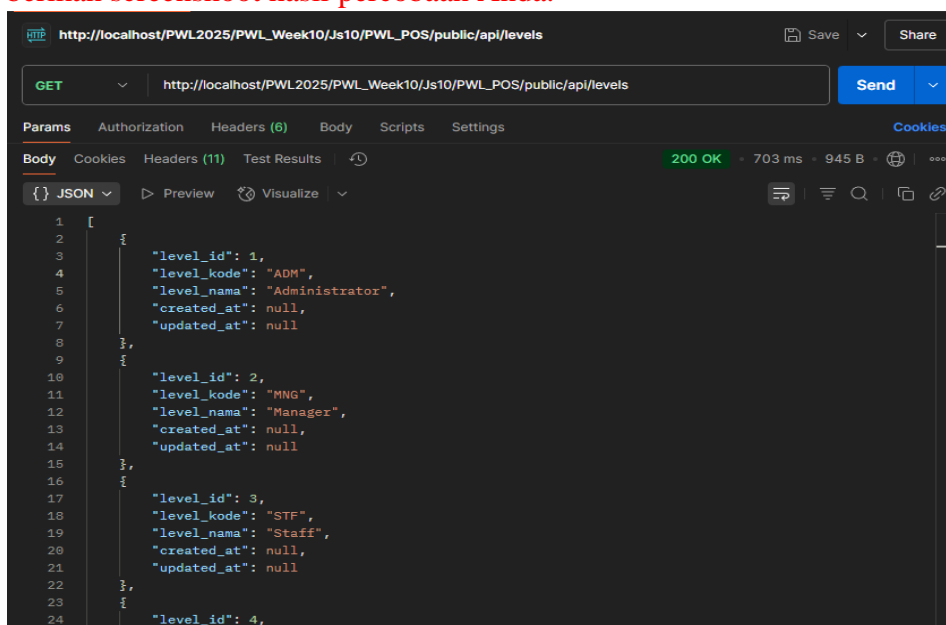 HTTP http://localhost/PWL2025/PWL_Week10/Js10/PWL_POS/public/api/levels Save Share
GET http://localhost/PWL2025/PWL_Week10/Js10/PWL_POS/public/api/levels Send
Params Authorization Headers (6) Body Scripts Settings Cookies
Body Cookies Headers (11) Test Results 200 OK 703 ms 945 B
{} JSON Preview Visualize
1 [
2 {
3 "level_id": 1,
4 "level_kode": "ADM",
5 "level_nama": "Administrator",
6 "created_at": null,
7 "updated_at": null
8 },
9 {
10 "level_id": 2,
11 "level_kode": "MNG",
12 "level_nama": "Manager",
13 "created_at": null,
14 "updated_at": null
15 },
16 {
17 "level_id": 3,
18 "level_kode": "STF",
19 "level_nama": "Staff",
20 "created_at": null,
21 "updated_at": null
22 },
23 {
24 "level_id": 4,